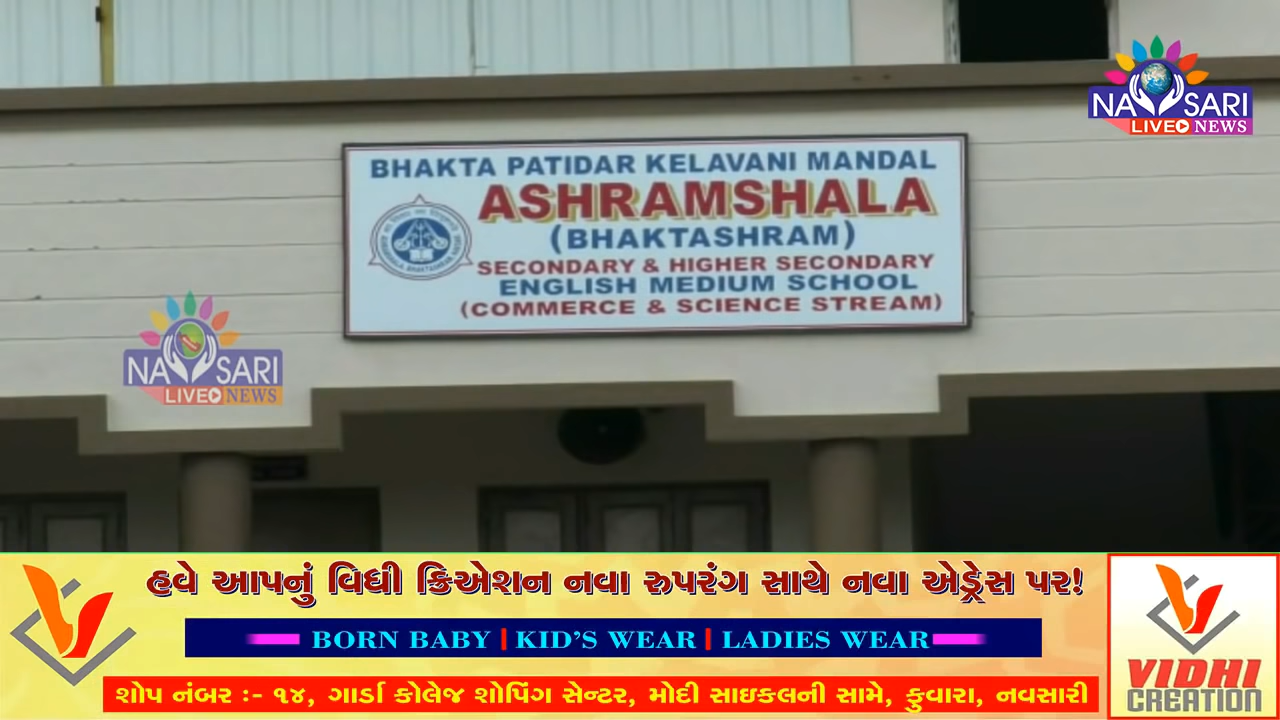 NAVSARI
LIVE NEWS
BHAKTA PATIDAR KELAVANI MANDAL
ASHRAMSHALA
(BHAKTASHRAM)
SECONDARY & HIGHER SECONDARY
ENGLISH MEDIUM SCHOOL
(COMMERCE & SCIENCE STREAM)
NAVSARI
LIVE NEWS
હવે આપનું વિધી ક્રિએશન નવા રુપરંગ સાથે નવા એડ્રેસ પર!
BORN BABY | KID'S WEAR | LADIES WEAR
શોપ નંબર :- ૧૪, ગાર્ડા કોલેજ શોપિંગ સેન્ટર, મોદી સાઇકલની સામે, ફુવારા, નવસારી
VIDHI
CREATION